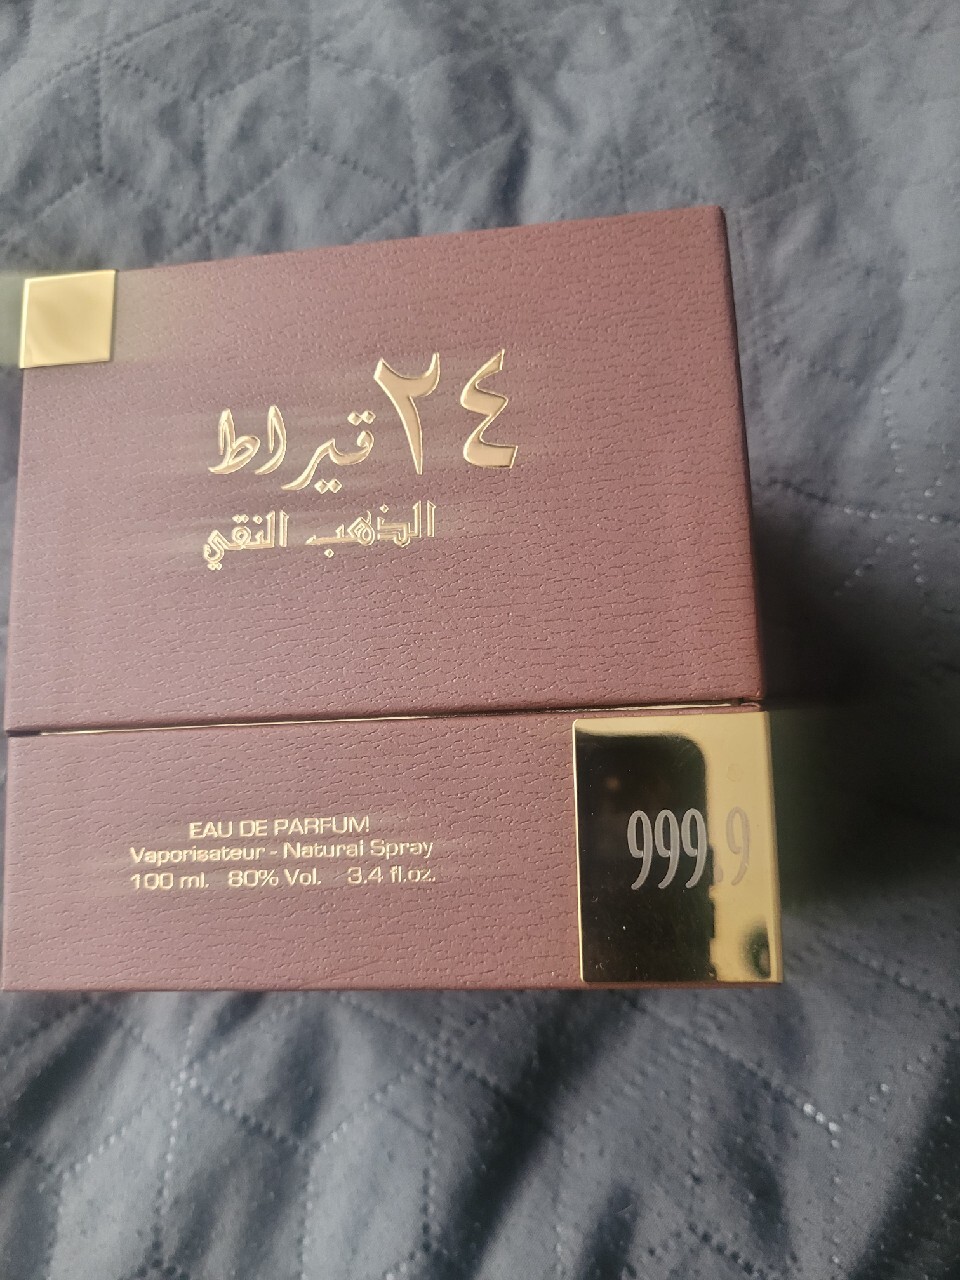 ٢٤ قيراط
الذهب النقي
EAU DE PARFUM
Vaporisateur - Natural Spray
100 ml. 80% Vol. 3.4 fl.oz.
999.9